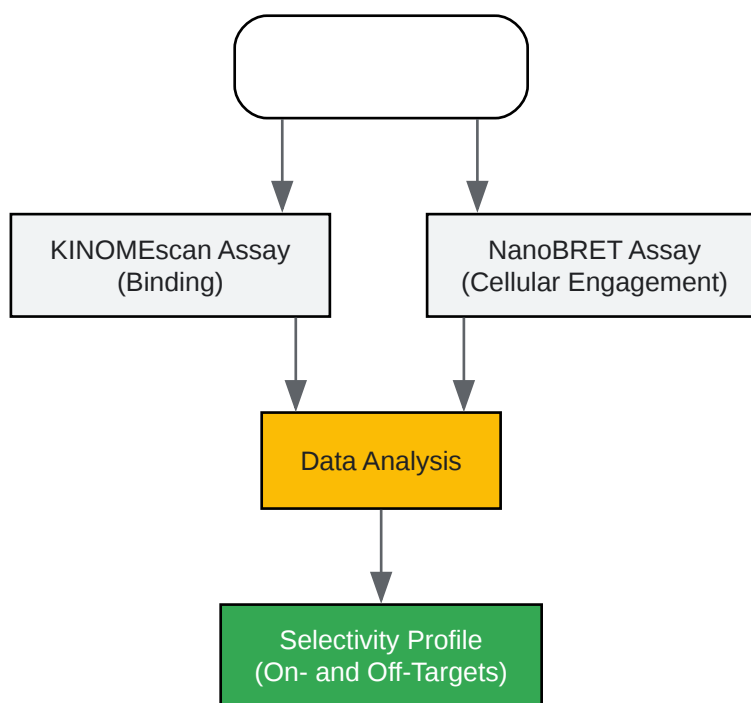 KINOMEscan Assay
(Binding)
NanoBRET Assay
(Cellular Engagement)
Data Analysis
Selectivity Profile
(On- and Off-Targets)